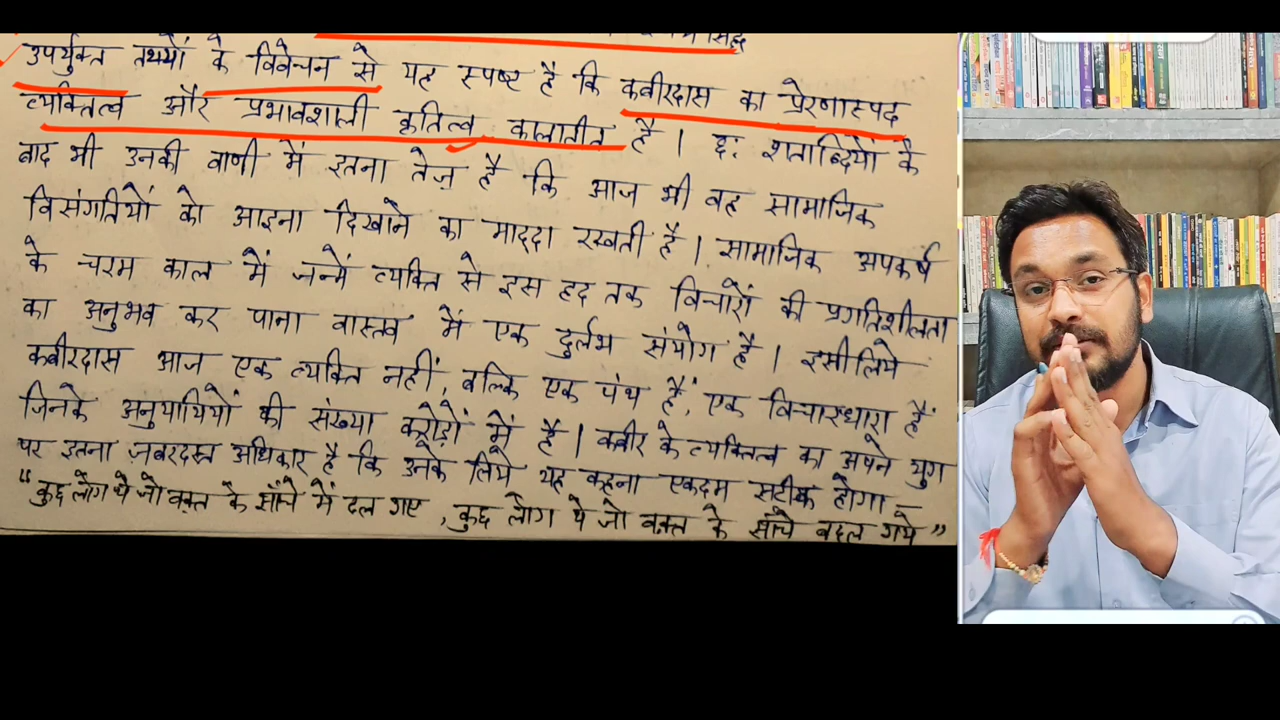 उपर्युक्त तथ्यों के विवेचन से यह स्पष्ट है कि कबीरदास का प्रेरणास्पद
व्यक्तित्व और प्रभावशाली कृतित्व कालातीत है। छः शताब्दियों के
बाद भी उनकी वाणी में इतना तेज़ है कि आज भी वह सामाजिक
विसंगतियों को आइना दिखाने का माद्दा रखती है। सामाजिक अपकर्ष
के चरम काल में जन्में व्यक्ति से इस हद तक विचारों की प्रगतिशीलता
का अनुभव कर पाना वास्तव में एक दुर्लभ संयोग है। इसीलिये
कबीरदास आज एक व्यक्ति नहीं, बल्कि एक पंथ हैं, एक विचारधारा हैं
जिनके अनुयायियों की संख्या करोड़ों में है। कबीर के व्यक्तित्व का अपने युग
पर इतना ज़बरदस्त अधिकार है कि उनके लिये यह कहना एकदम सटीक होगा –
“कुछ लोग थे जो वक़्त के साँचे में ढल गए, कुछ लोग थे जो वक़्त के साँचे बदल गये”